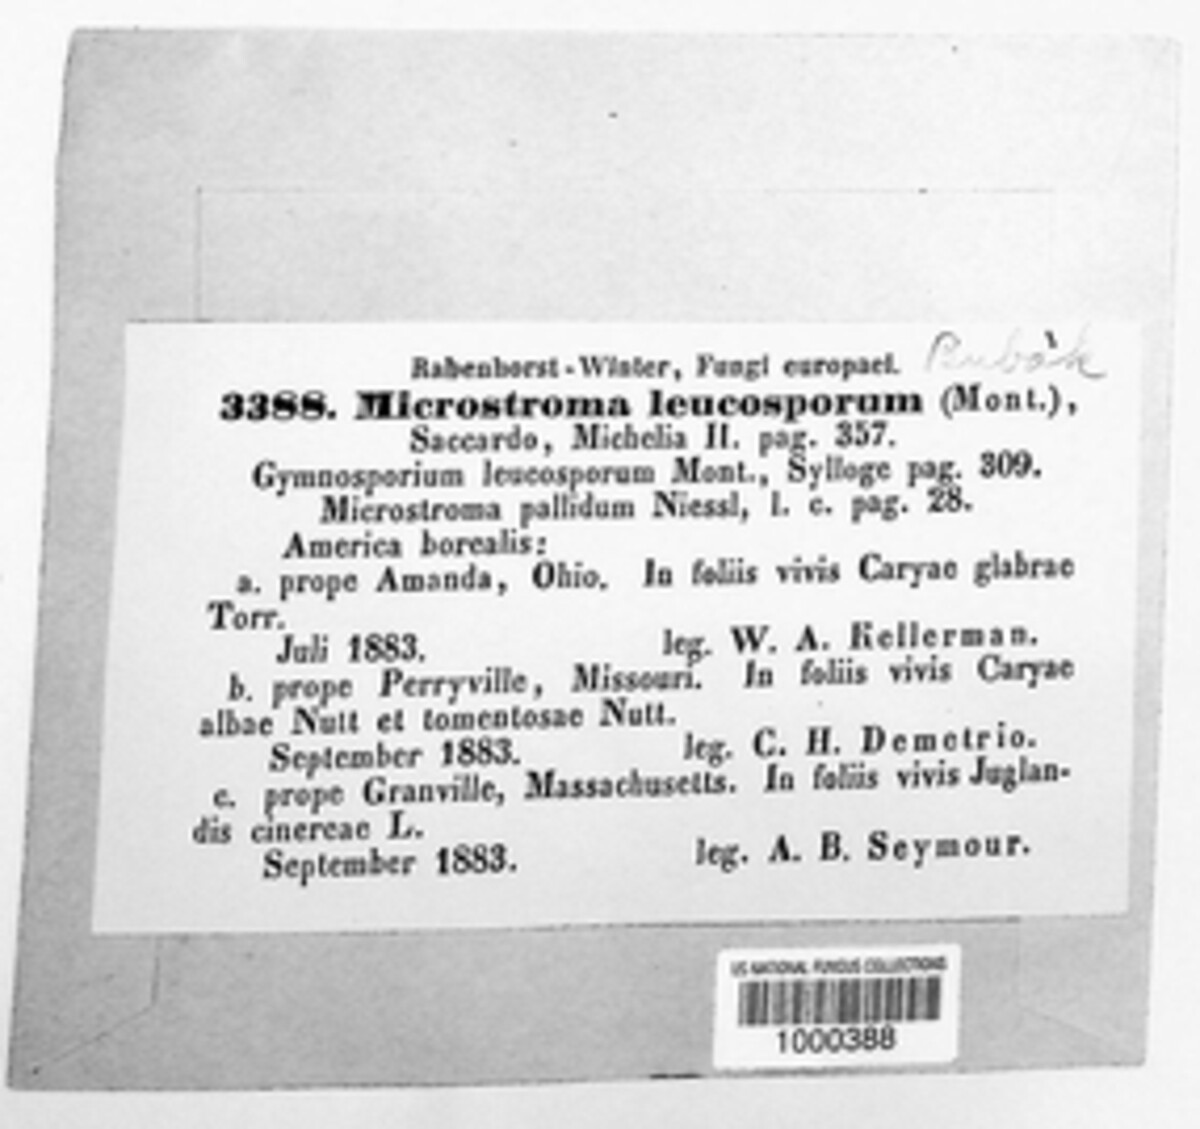 Rabenhorst-Winter, Fungi europaei. Bubák
3388. Microstroma leucosporum (Mont.),
Saccardo, Michelia II. pag. 357.
Gymnosporium leucosporum Mont., Sylloge pag. 309.
Microstroma pallidum Niessl, l. c. pag. 28.
America borealis:
a. prope Amanda, Ohio. In foliis vivis Caryae glabrae
Torr.
Juli 1883. leg. W. A. Kellerman.
b. prope Perryville, Missouri. In foliis vivis Caryae
albae Nutt et tomentosae Nutt.
September 1883. leg. C. H. Demetrio.
c. prope Granville, Massachusetts. In foliis vivis Juglan-
dis cinereae L.
September 1883. leg. A. B. Seymour.
US NATIONAL FUNGUS COLLECTIONS
1000388